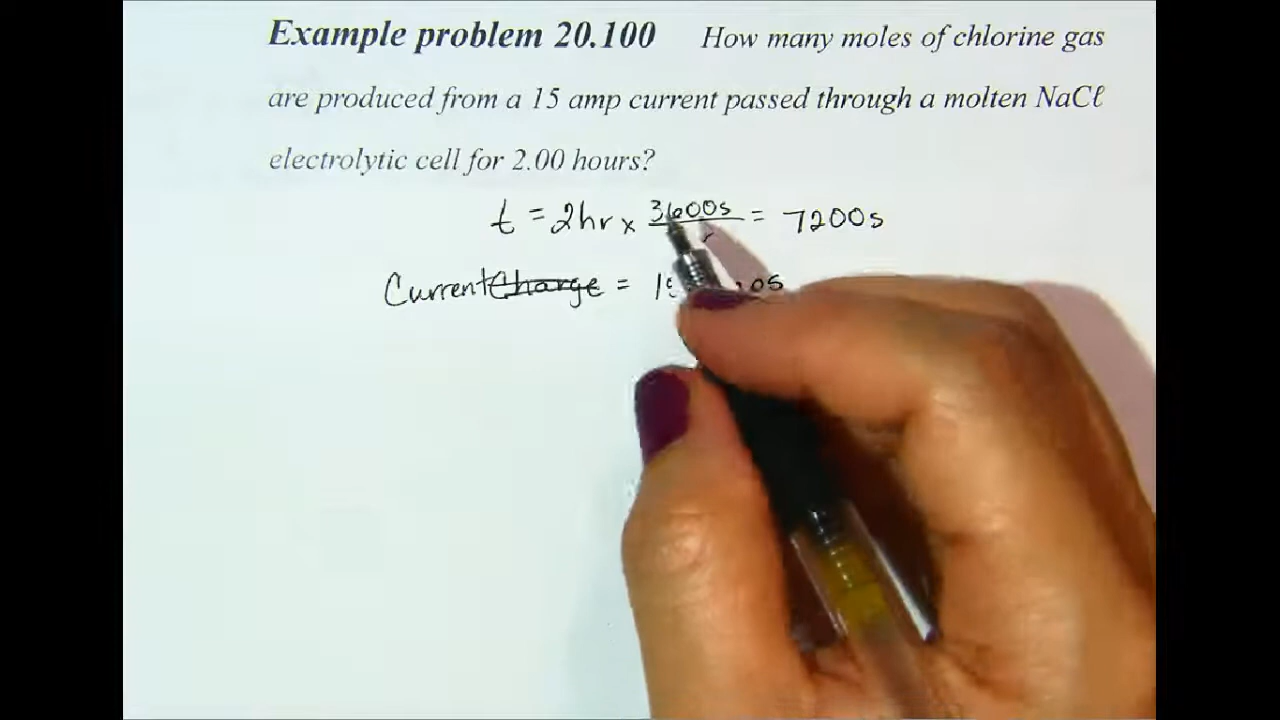 Example problem 20.100 How many moles of chlorine gas
are produced from a 15 amp current passed through a molten NaCℓ
electrolytic cell for 2.00 hours?
t = 2hr x 3600s = 7200s
Current Charge =